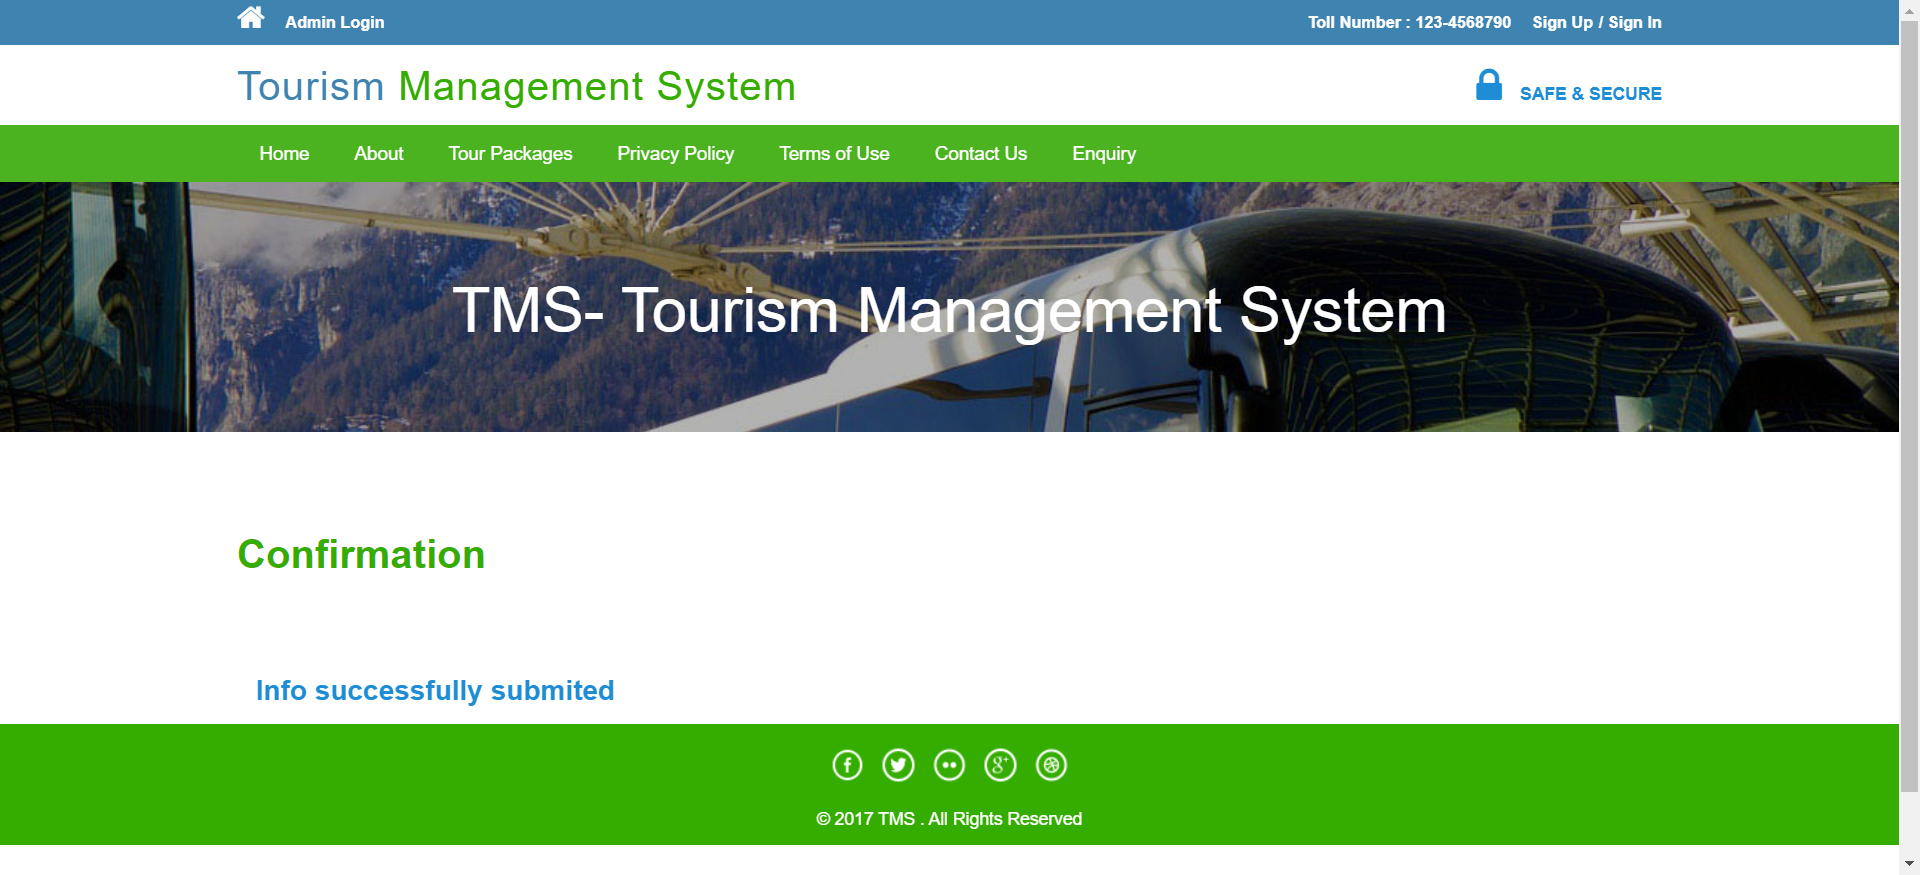 Admin Login
Toll Number : 123-4568790 Sign Up / Sign In
Tourism Management System
SAFE & SECURE
Home About Tour Packages Privacy Policy Terms of Use Contact Us Enquiry
TMS- Tourism Management System
Confirmation
Info successfully submited
© 2017 TMS . All Rights Reserved